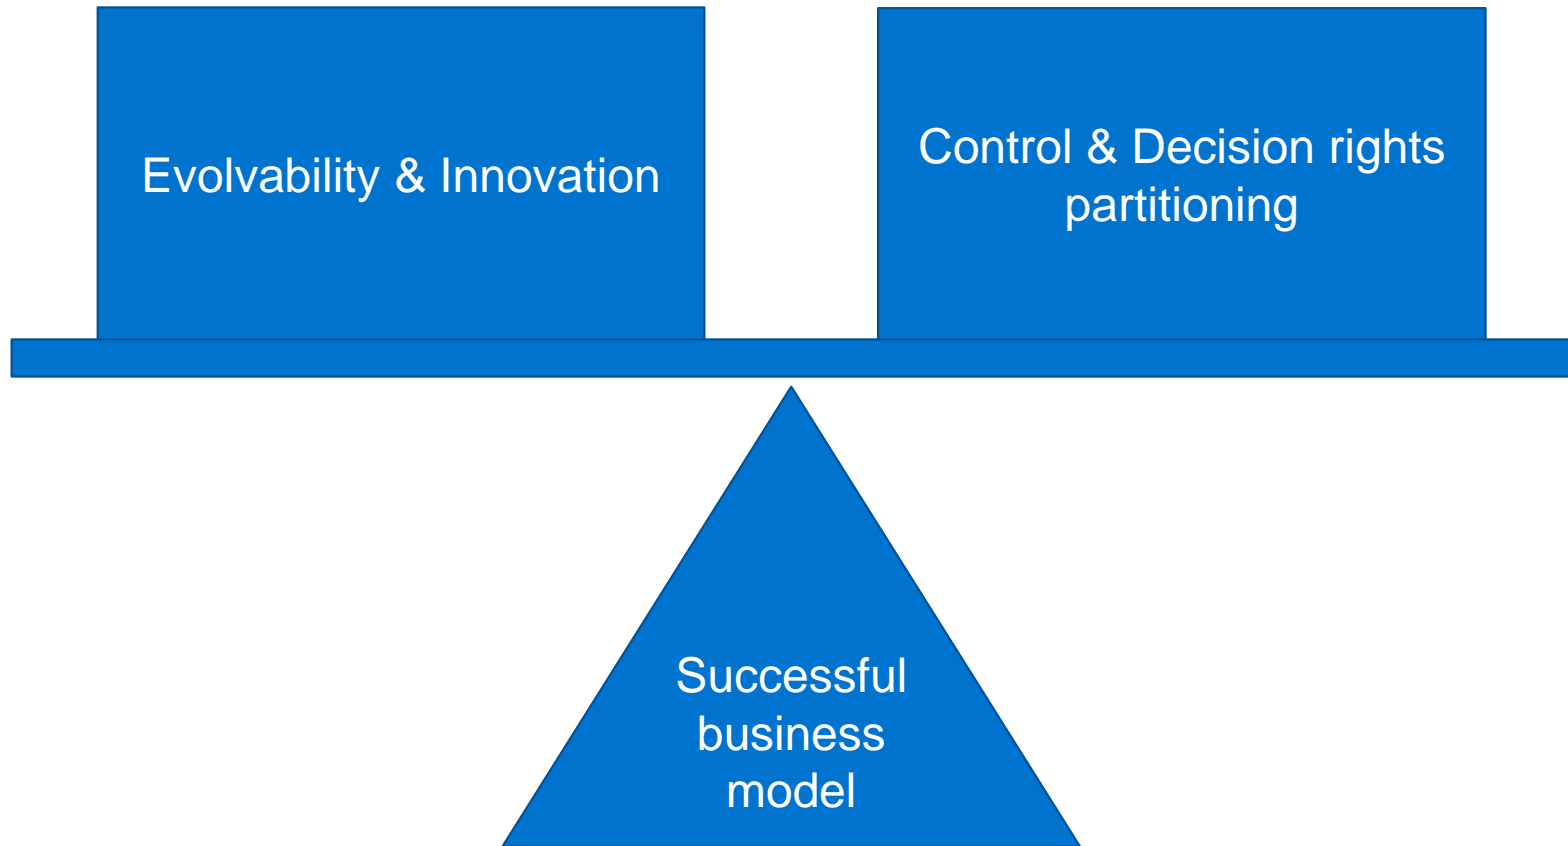 Evolvability & Innovation
Control & Decision rights
partitioning
Successful
business
model